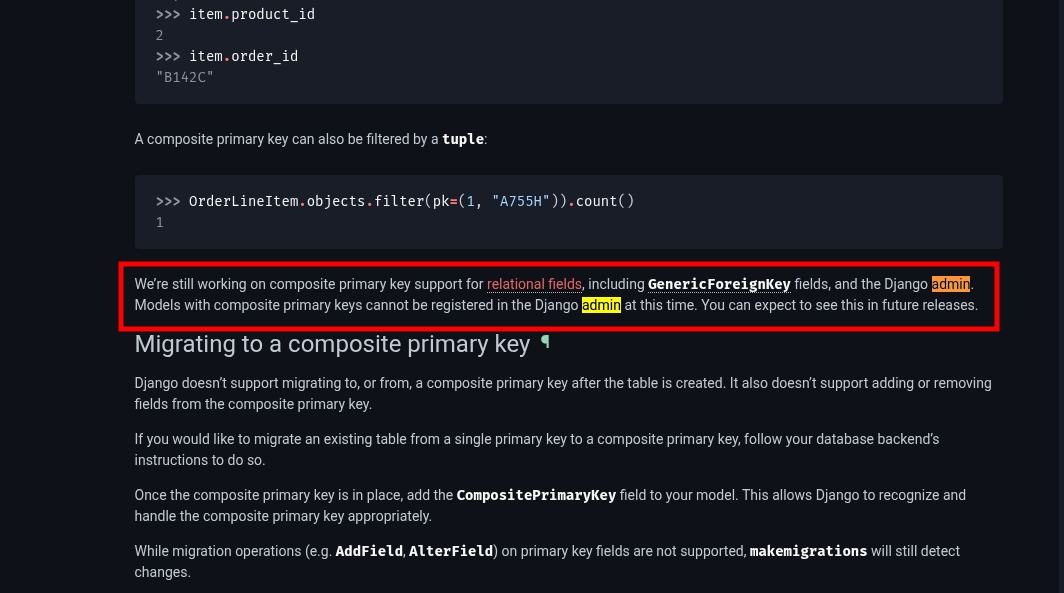 >>> item.product_id
2
>>> item.order_id
"B142C"
A composite primary key can also be filtered by a tuple:
>>> OrderLineItem.objects.filter(pk=(1, "A755H")).count()
1
We’re still working on composite primary key support for relational fields, including GenericForeignKey fields, and the Django admin.
Models with composite primary keys cannot be registered in the Django admin at this time. You can expect to see this in future releases.
Migrating to a composite primary key ¶
Django doesn’t support migrating to, or from, a composite primary key after the table is created. It also doesn’t support adding or removing
fields from the composite primary key.
If you would like to migrate an existing table from a single primary key to a composite primary key, follow your database backend’s
instructions to do so.
Once the composite primary key is in place, add the CompositePrimaryKey field to your model. This allows Django to recognize and
handle the composite primary key appropriately.
While migration operations (e.g. AddField, AlterField) on primary key fields are not supported, makemigrations will still detect
changes.